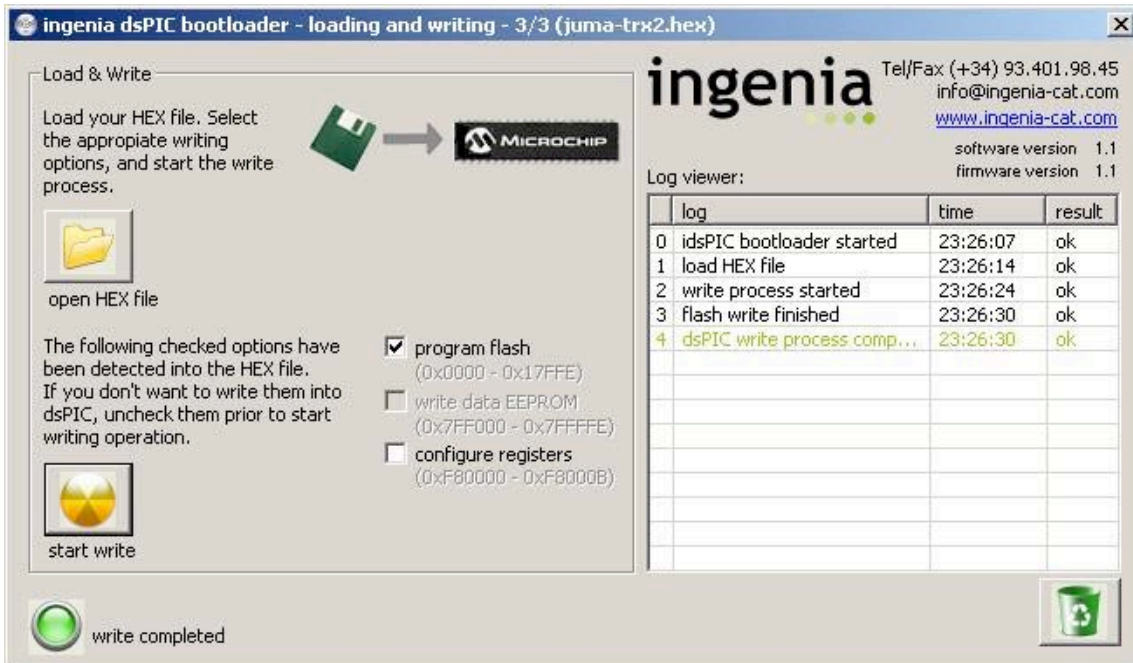 ingenia dsPIC bootloader - loading and writing - 3/3 (juma-trx2.hex)
Load & Write
Load your HEX file. Select
the appropiate writing
options, and start the write
process.
MICROCHIP
open HEX file
The following checked options have
been detected into the HEX file.
If you don't want to write them into
dsPIC, uncheck them prior to start
writing operation.
program flash
(0x0000 - 0x17FFE)
write data EEPROM
(0x7FF000 - 0x7FFFFE)
configure registers
(0xF80000 - 0xF8000B)
start write
write completed
ingenia
Tel/Fax (+34) 93.401.98.45
info@ingenia-cat.com
www.ingenia-cat.com
software version 1.1
firmware version 1.1
Log viewer:
log time result
0 idsPIC bootloader started 23:26:07 ok
1 load HEX file 23:26:14 ok
2 write process started 23:26:24 ok
3 flash write finished 23:26:30 ok
4 dsPIC write process comp... 23:26:30 ok